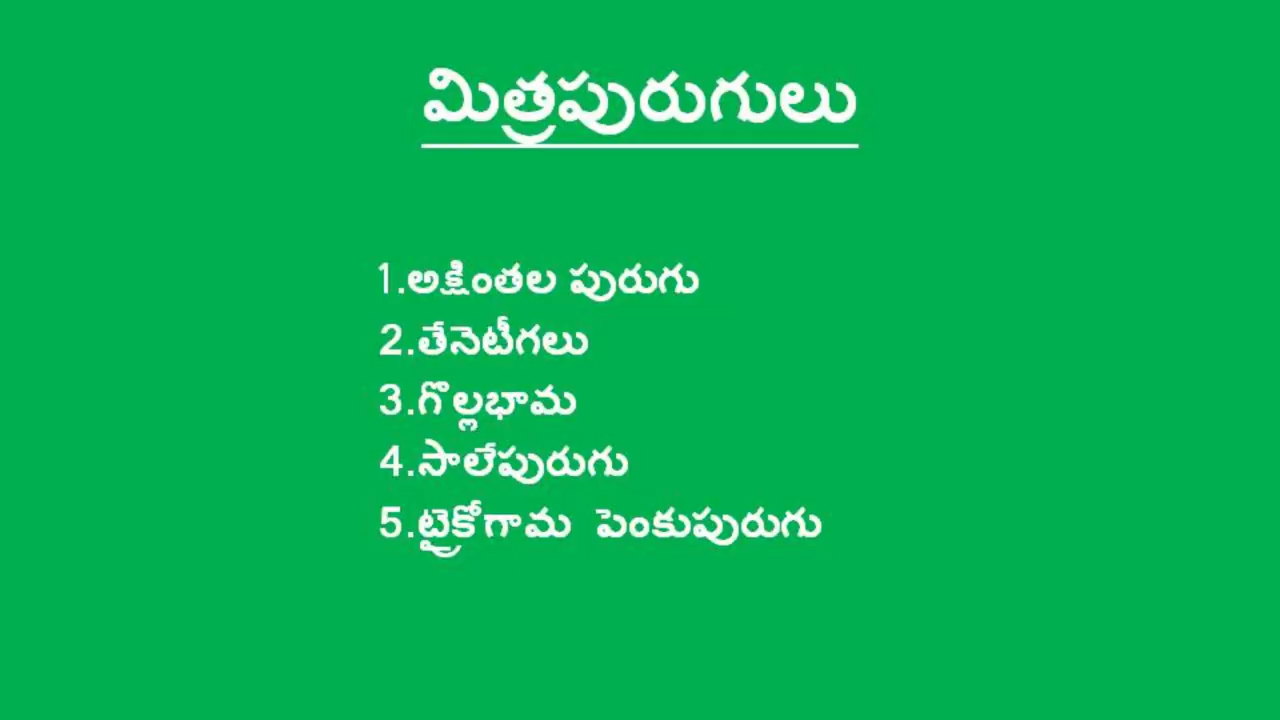 మిత్రపురుగులు
1.అక్షింతల పురుగు
2.తేనెటీగలు
3.గొల్లభామ
4.సాలేపురుగు
5.ట్రైకోగామ పెంకుపురుగు